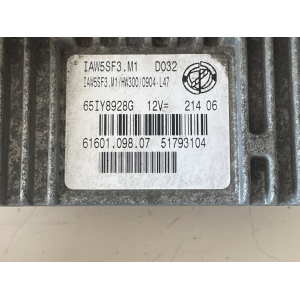 IAW5SF3.M1 D032
IAW5SF3.M1/HW300/0904-L47
65IY8928G 12V= 214 06
61601.098.07 51793104